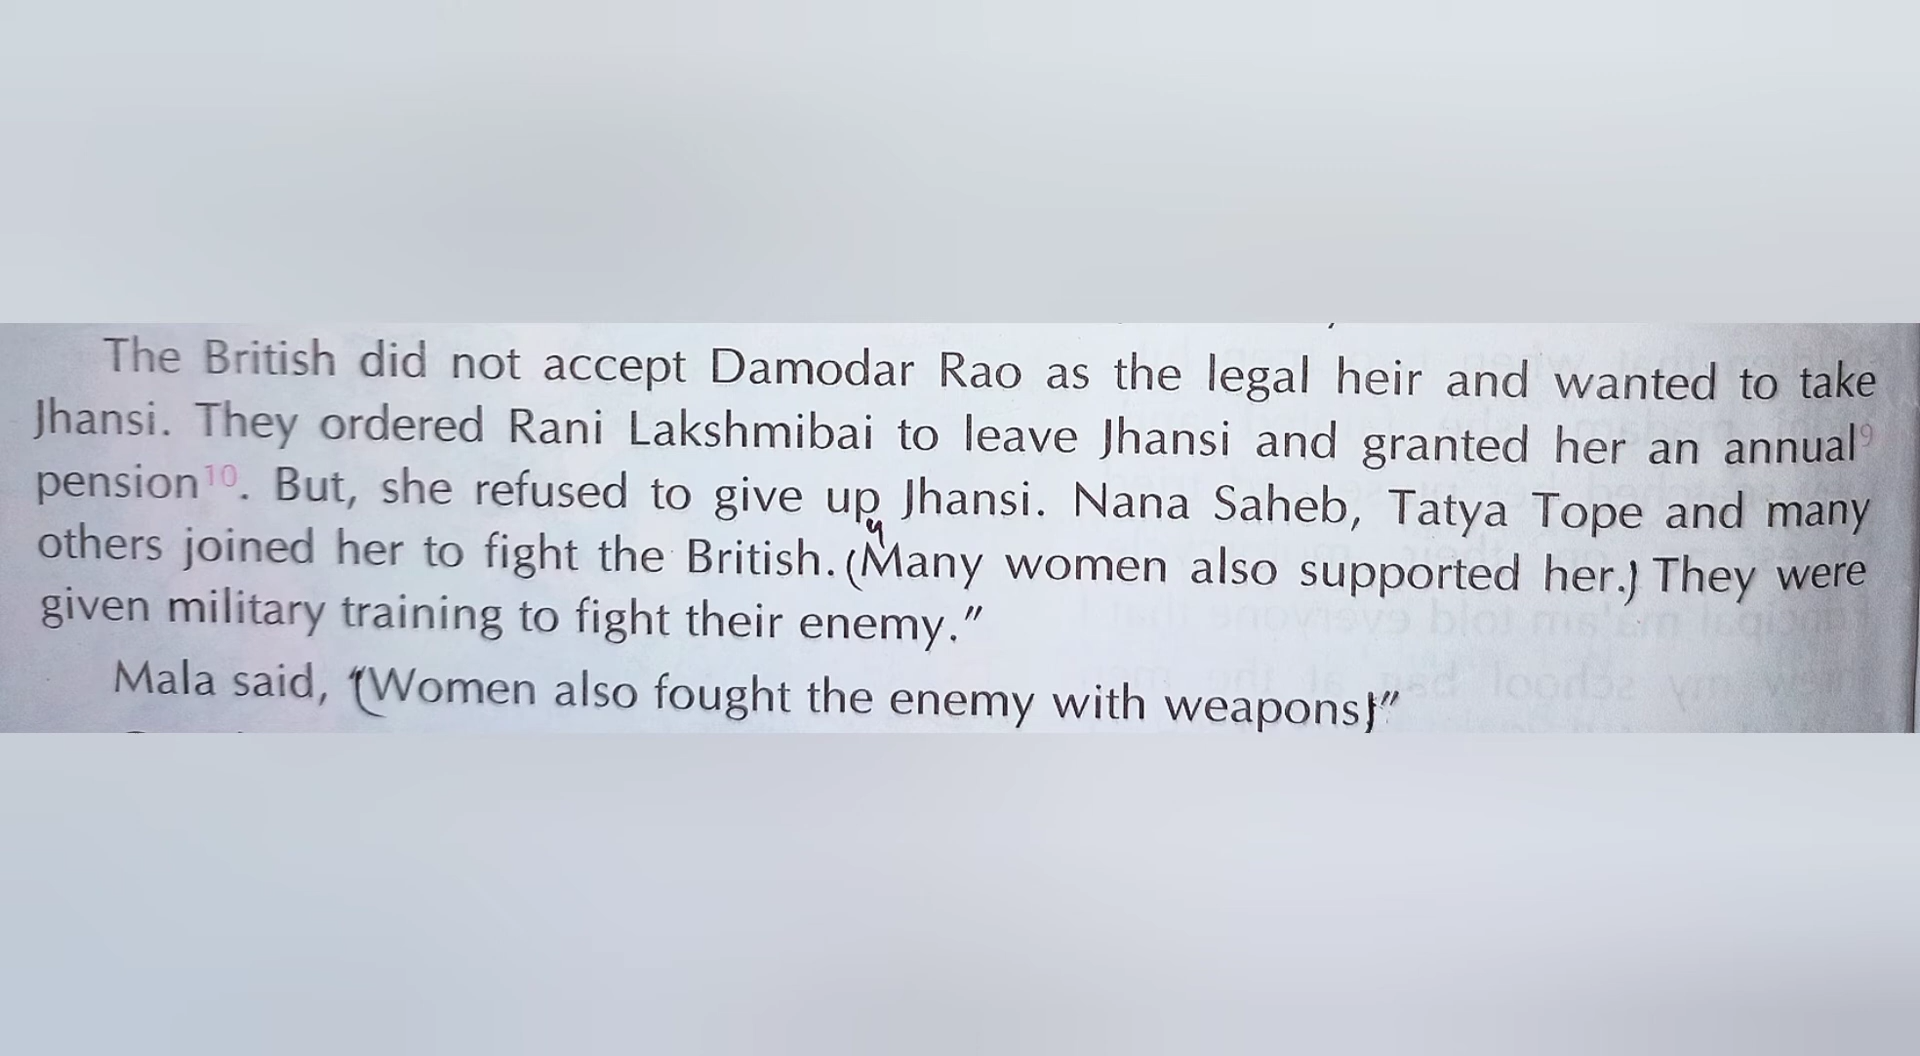 The British did not accept Damodar Rao as the legal heir and wanted to take
Jhansi. They ordered Rani Lakshmibai to leave Jhansi and granted her an annual9
pension10. But, she refused to give up Jhansi. Nana Saheb, Tatya Tope and many
others joined her to fight the British. (Many women also supported her.) They were
given military training to fight their enemy."
Mala said, "(Women also fought the enemy with weapons)"